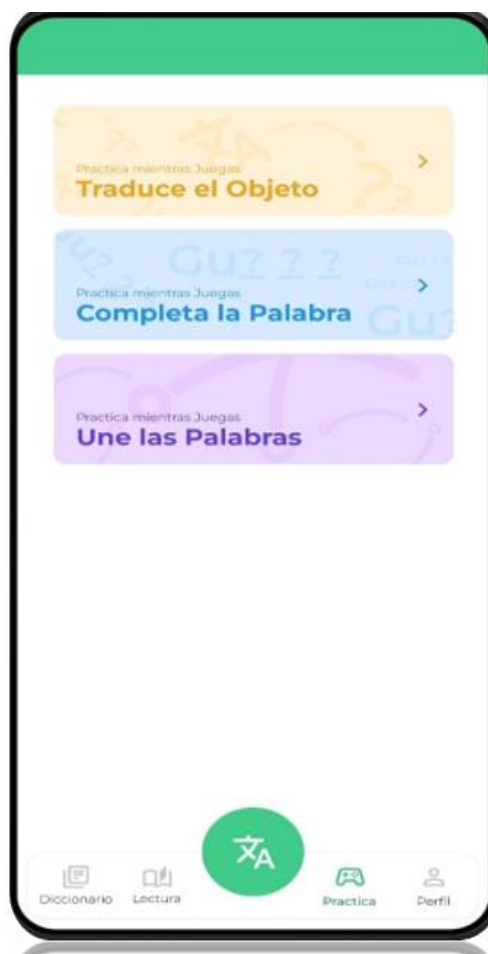 Practica mientras Juegas
Traduce el Objeto
Gu? ? ?
Practica mientras Juegas
Completa la Palabra
Practica mientras Juegas
Une las Palabras
Diccionario
Lectura
Practica
Perfil